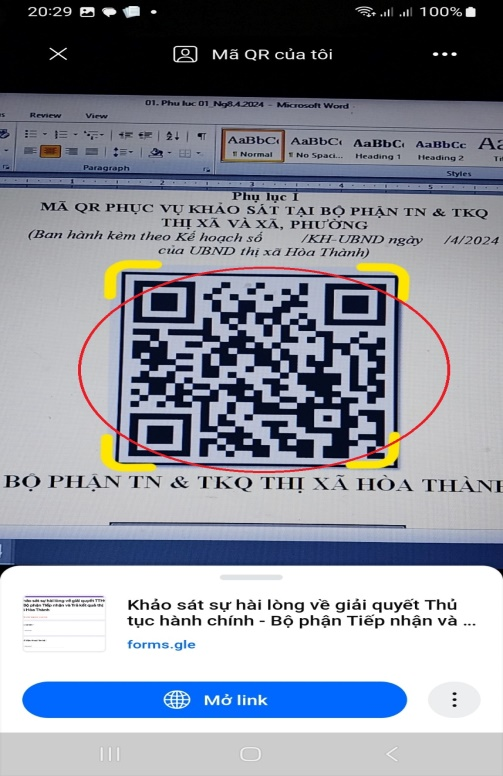 20:29
100%
Mã QR của tôi
01. Phu luc 01_Ng8.4.2024 - Microsoft Word
Review View
AaBbCc AaBbCc AaBbCc AaBbCc
¶ Normal ¶ No Spaci... Heading 1 Heading 2
Paragraph
Styles
Phụ lục I
MÃ QR PHỤC VỤ KHẢO SÁT TẠI BỘ PHẬN TN & TKQ
THỊ XÃ VÀ XÃ, PHƯỜNG
(Ban hành kèm theo Kế hoạch số /KH-UBND ngày /4/2024
của UBND thị xã Hòa Thành)
BỘ PHẬN TN & TKQ THỊ XÃ HÒA THÀNH
Khảo sát sự hài lòng về giải quyết Thủ
tục hành chính - Bộ phận Tiếp nhận và ...
forms.gle
Mở link